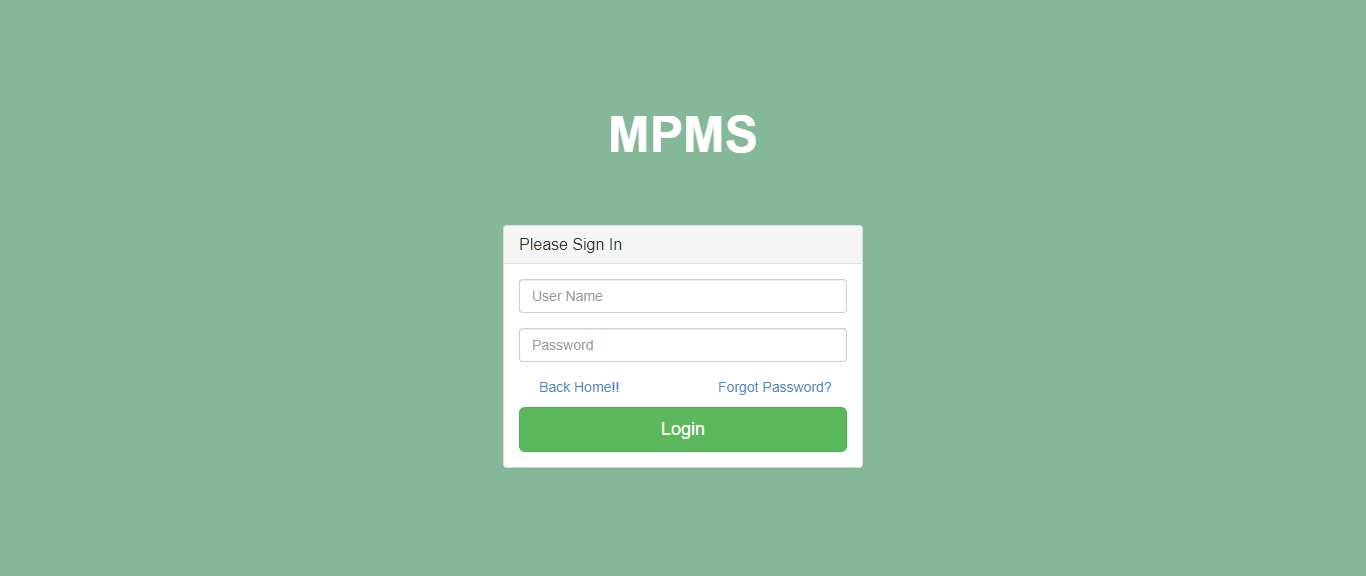 MPMS
Please Sign In
User Name
Password
Back Home!! Forgot Password?
Login